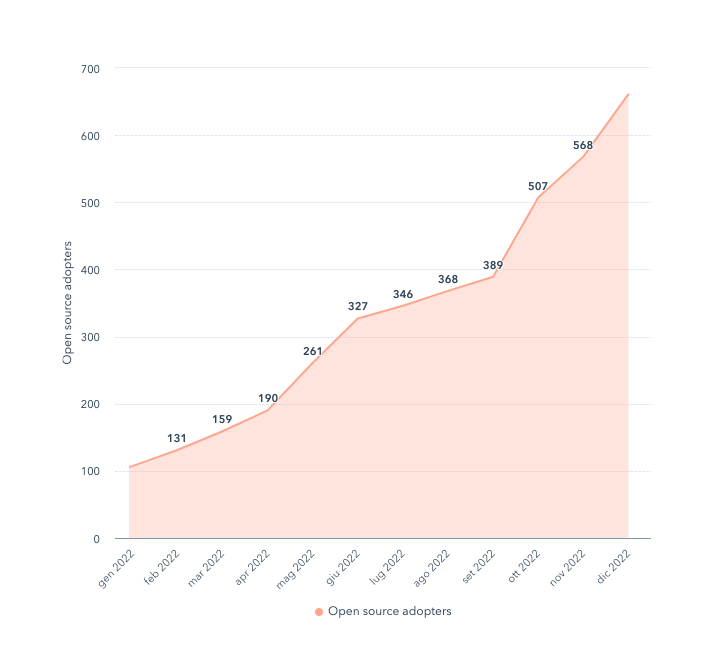 700
600
500
400
300
200
100
0
Open source adopters
131
159
190
261
327
346
368
389
507
568
gen 2022
feb 2022
mar 2022
apr 2022
mag 2022
giu 2022
lug 2022
ago 2022
set 2022
ott 2022
nov 2022
dic 2022
Open source adopters